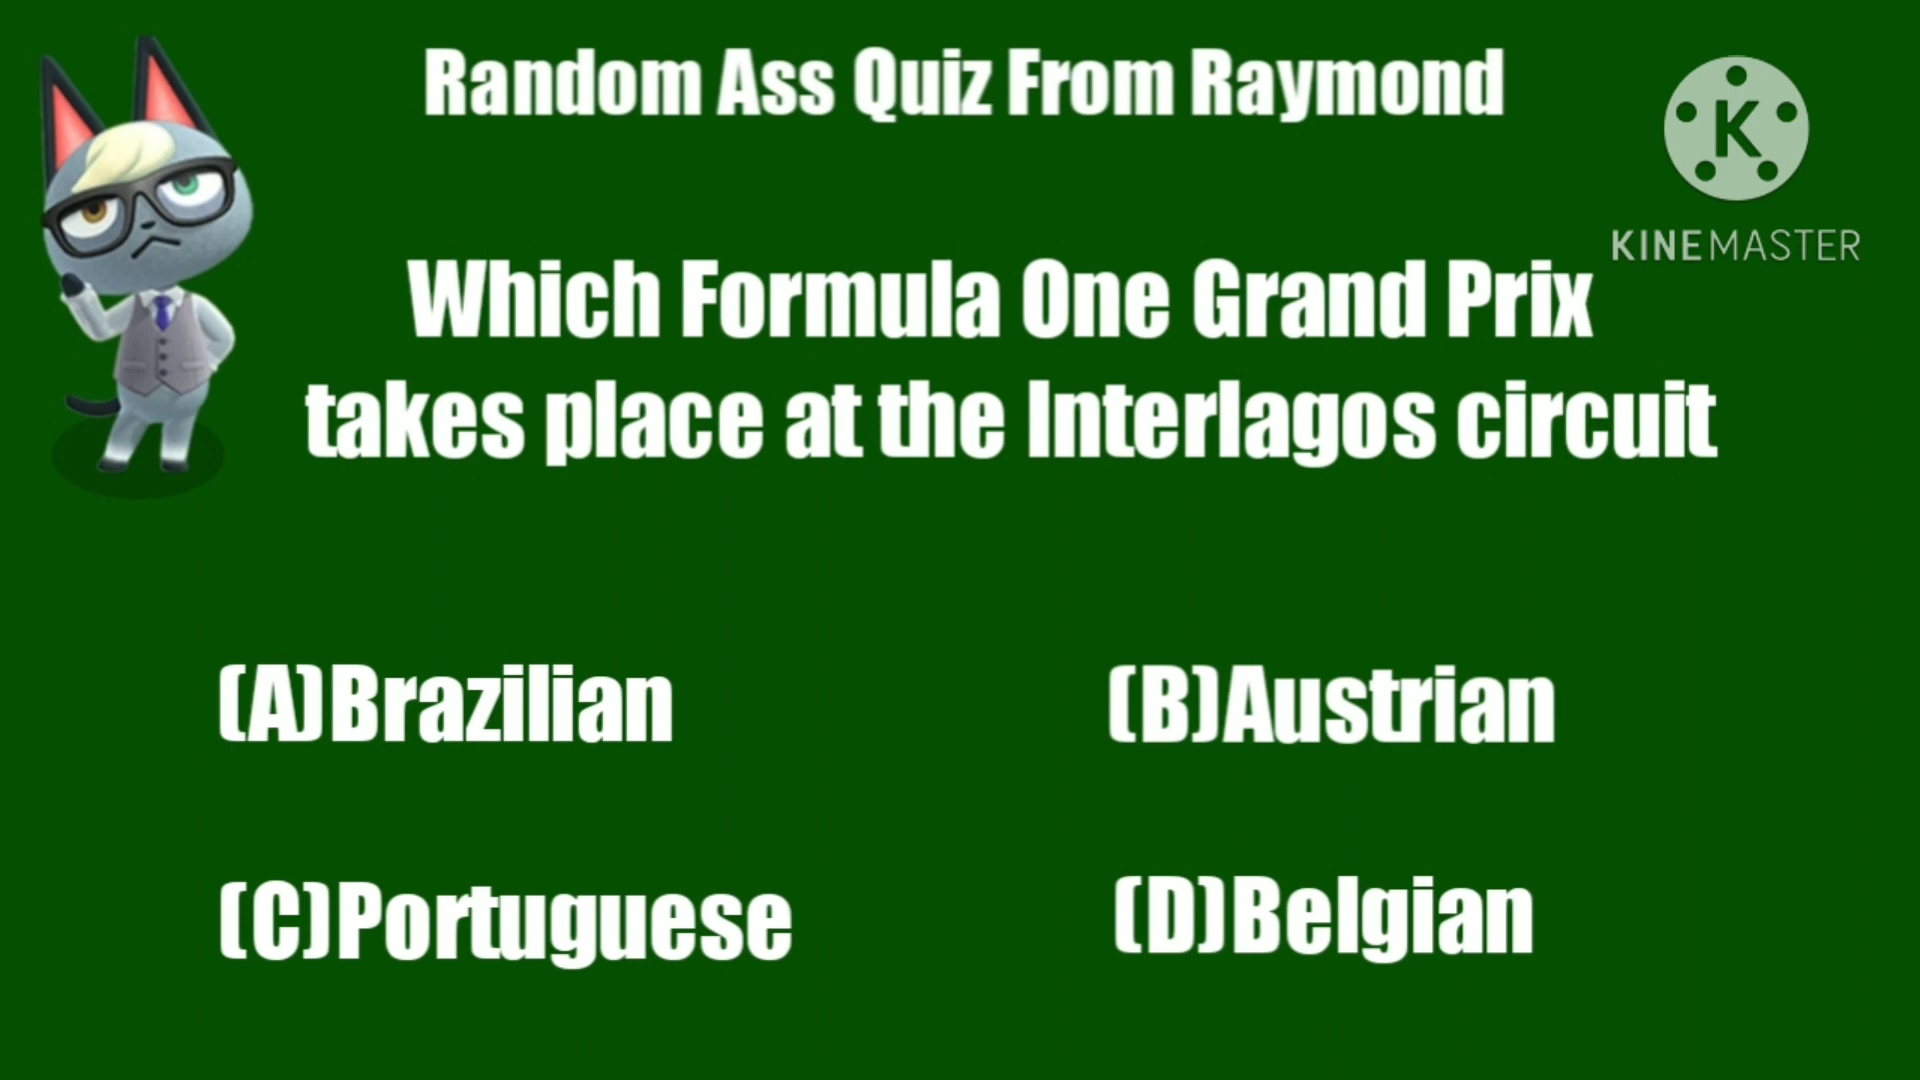 Random Ass Quiz From Raymond
K
KINEMASTER
Which Formula One Grand Prix
takes place at the Interlagos circuit
(A)Brazilian
(B)Austrian
(C)Portuguese
(D)Belgian